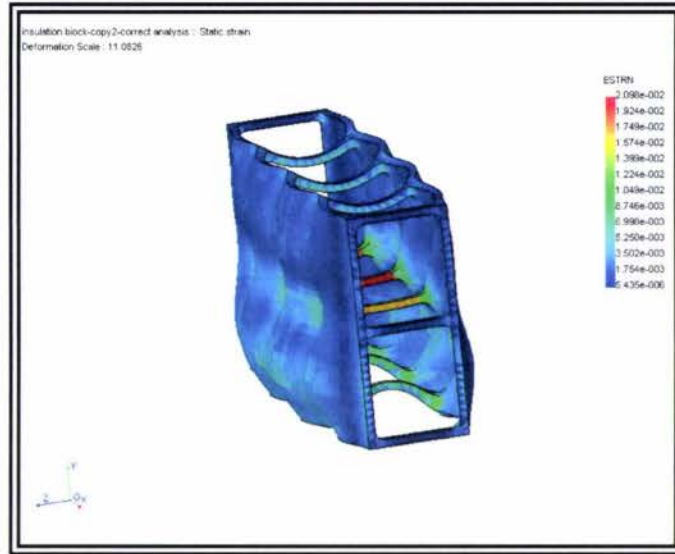 insulation block-copy2-correct analysis : Static strain
Deformation Scale : 11.0826
ESTRN
2.098e-002
1.924e-002
1.749e-002
1.574e-002
1.399e-002
1.224e-002
1.049e-002
8.746e-003
6.998e-003
5.250e-003
3.502e-003
1.754e-003
5.435e-006
Y
Z
X